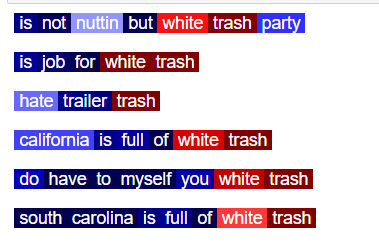 is not nuttin but white trash party
is job for white trash
hate trailer trash
california is full of white trash
do have to myself you white trash
south carolina is full of white trash